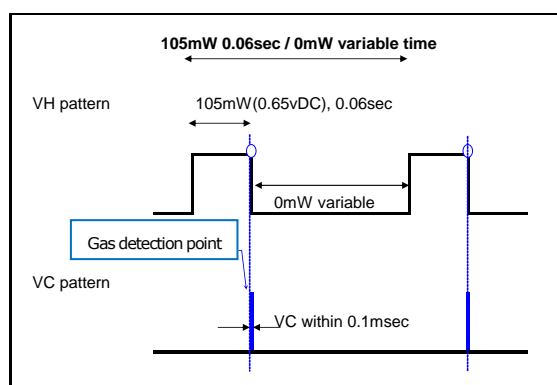 105mW 0.06sec / 0mW variable time
VH pattern
105mW(0.65vDC), 0.06sec
0mW variable
Gas detection point
VC pattern
VC within 0.1msec